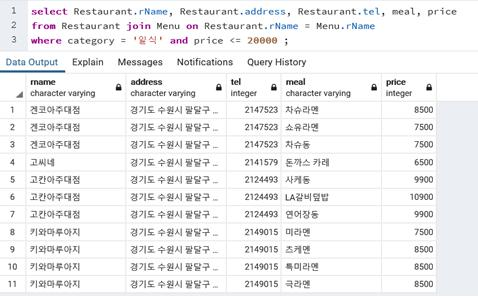 1 select Restaurant.rName, Restaurant.address, Restaurant.tel, meal, price
2 from Restaurant join Menu on Restaurant.rName = Menu.rName
3 where category = '일식' and price <= 20000 ;
Data Output Explain Messages Notifications Query History
rname character varying address character varying tel integer meal character varying price integer
1 겐코아주대점 경기도 수원시 팔달구 ... 2147523 차슈라멘 8500
2 겐코아주대점 경기도 수원시 팔달구 ... 2147523 쇼유라멘 7500
3 겐코아주대점 경기도 수원시 팔달구 ... 2147523 차슈동 7500
4 고씨네 경기도 수원시 팔달구 ... 2141579 돈까스 카레 6500
5 고칸아주대점 경기도 수원시 팔달구 ... 2124493 사케동 9900
6 고칸아주대점 경기도 수원시 팔달구 ... 2124493 LA갈비덮밥 10900
7 고칸아주대점 경기도 수원시 팔달구 ... 2124493 연어장동 9900
8 키와마루아지 경기도 수원시 팔달구 ... 2149015 미라멘 7500
9 키와마루아지 경기도 수원시 팔달구 ... 2149015 츠케멘 8500
10 키와마루아지 경기도 수원시 팔달구 ... 2149015 특미라멘 8500
11 키와마루아지 경기도 수원시 팔달구 ... 2149015 극라멘 8500